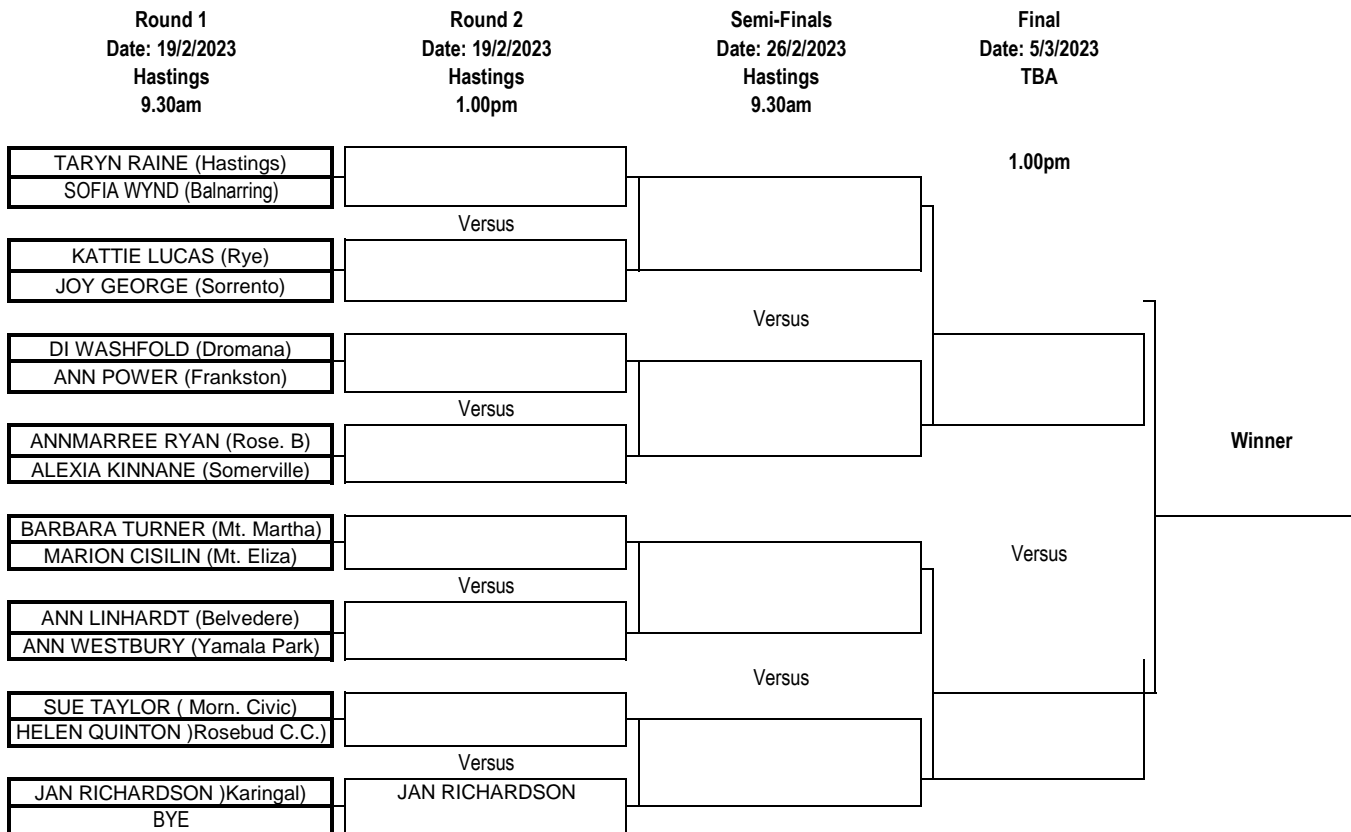 Round 1
Date: 19/2/2023
Hastings
9.30am
Round 2
Date: 19/2/2023
Hastings
1.00pm
Semi-Finals
Date: 26/2/2023
Hastings
9.30am
Final
Date: 5/3/2023
TBA
1.00pm
TARYN RAINE (Hastings)
SOFIA WYND (Balnarring)
Versus
KATTIE LUCAS (Rye)
JOY GEORGE (Sorrento)
Versus
DI WASHFOLD (Dromana)
ANN POWER (Frankston)
Versus
ANNMARREE RYAN (Rose. B)
ALEXIA KINNANE (Somerville)
Winner
BARBARA TURNER (Mt. Martha)
MARION CISILIN (Mt. Eliza)
Versus
Versus
ANN LINHARDT (Belvedere)
ANN WESTBURY (Yamala Park)
Versus
SUE TAYLOR ( Morn. Civic)
HELEN QUINTON )Rosebud C.C.)
Versus
JAN RICHARDSON )Karingal)
JAN RICHARDSON
BYE